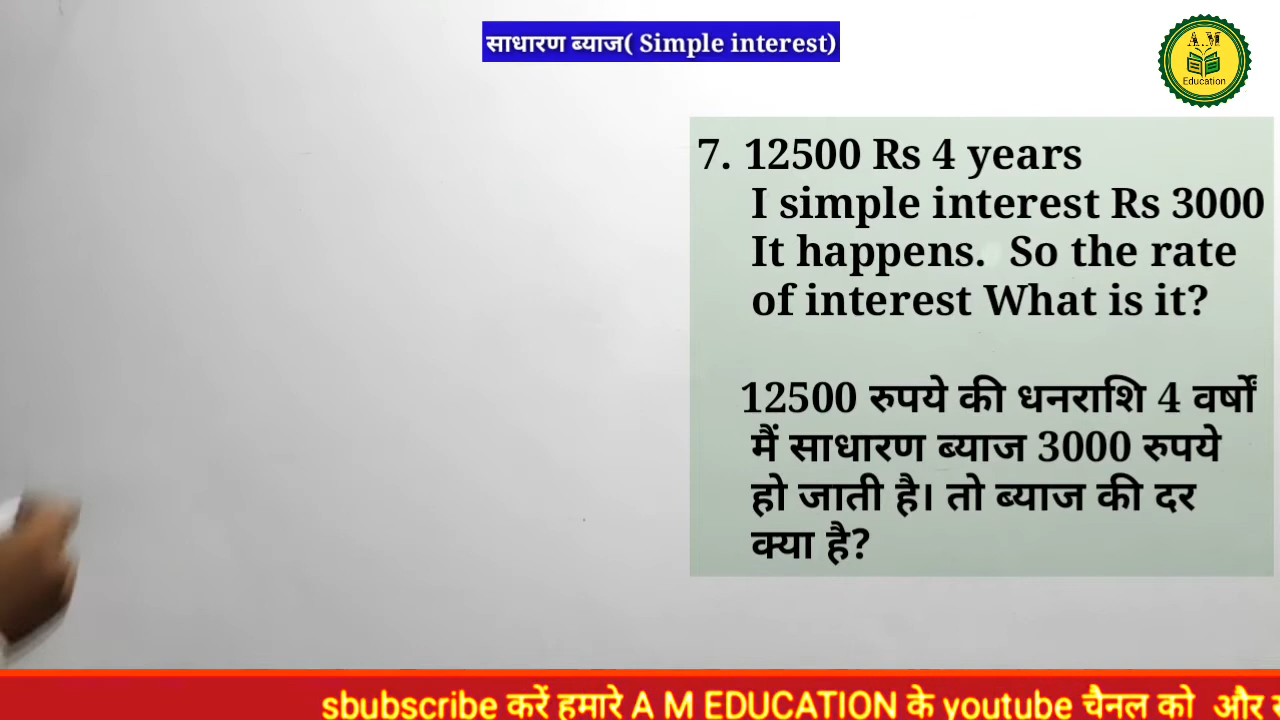 साधारण ब्याज( Simple interest)
A M
Education
7. 12500 Rs 4 years
I simple interest Rs 3000
It happens. So the rate
of interest What is it?
12500 रुपये की धनराशि 4 वर्षों
मैं साधारण ब्याज 3000 रुपये
हो जाती है। तो ब्याज की दर
क्या है?
sbubscribe करें हमारे A M EDUCATION के youtube चैनल को और